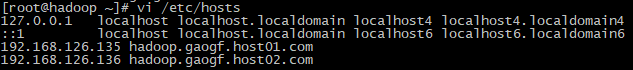 [root@hadoop ~]# vi /etc/hosts
127.0.0.1   localhost localhost.localdomain localhost4 localhost4.localdomain4
::1         localhost localhost.localdomain localhost6 localhost6.localdomain6
192.168.126.135 hadoop.gaogf.host01.com
192.168.126.136 hadoop.gaogf.host02.com